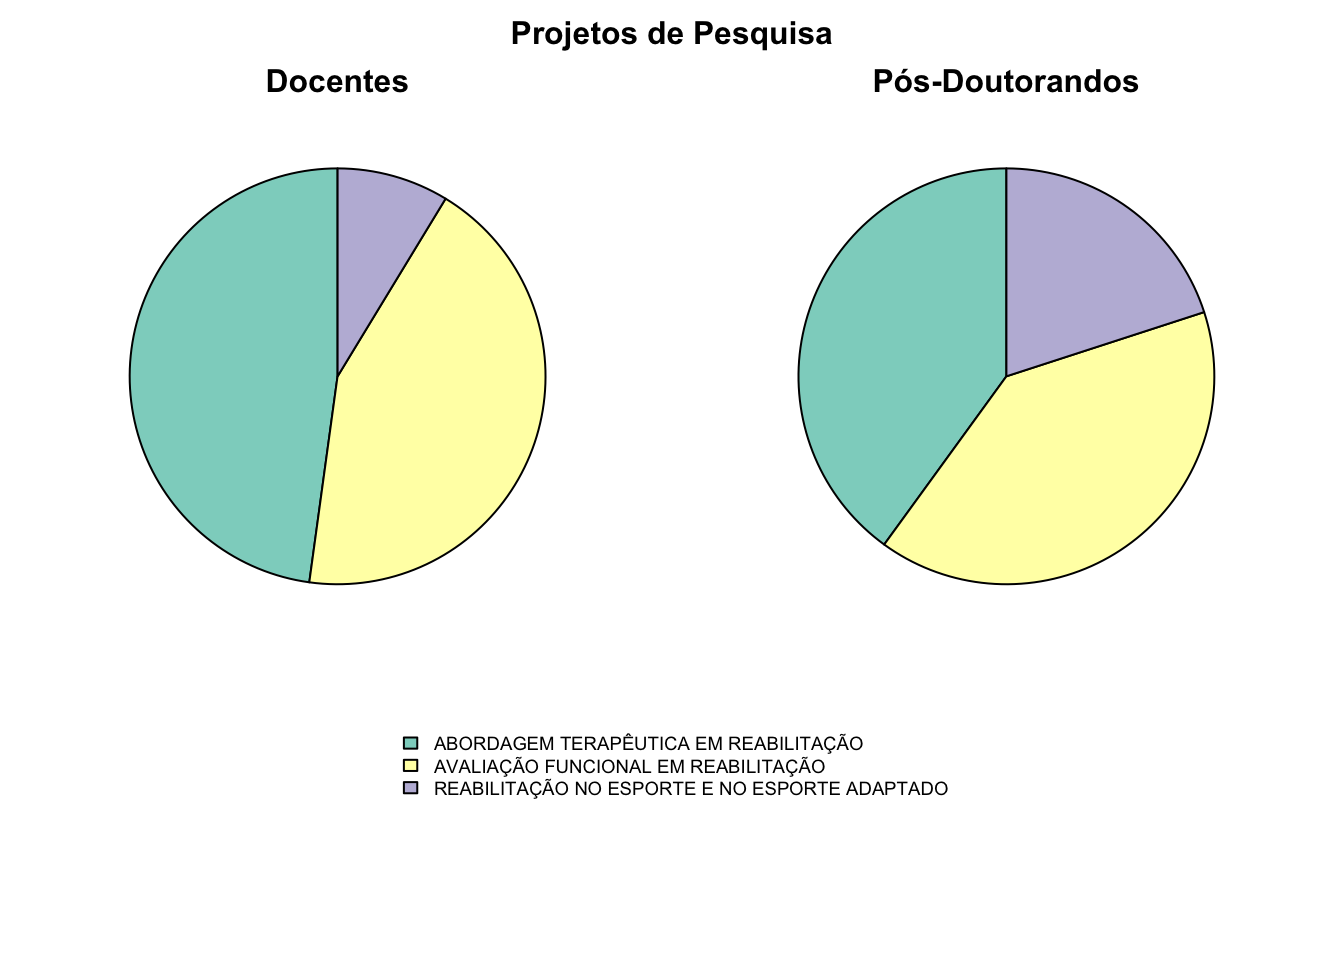 Projetos de Pesquisa
Docentes
Pós-Doutorandos
ABORDAGEM TERAPÊUTICA EM REABILITAÇÃO
AVALIAÇÃO FUNCIONAL EM REABILITAÇÃO
REABILITAÇÃO NO ESPORTE E NO ESPORTE ADAPTADO